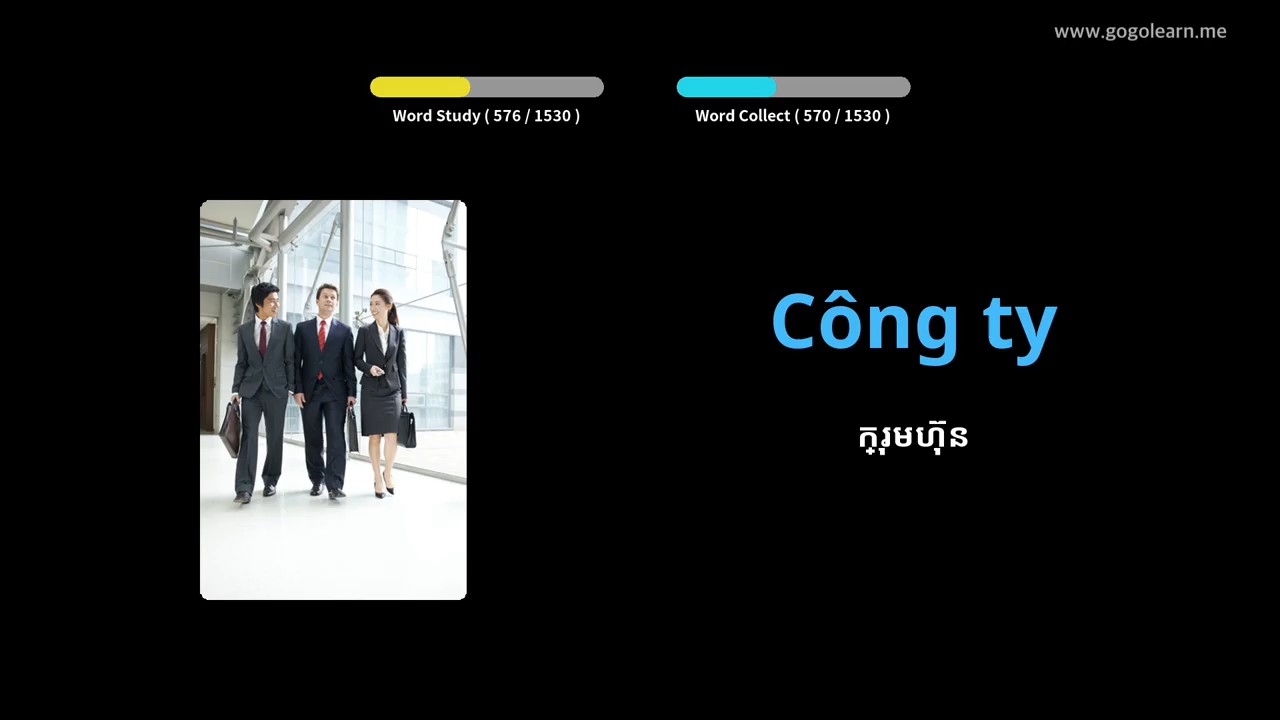 www.gogolearn.me
Word Study ( 576 / 1530 )
Word Collect ( 570 / 1530 )
Công ty
ក្រុមហ៊ុន